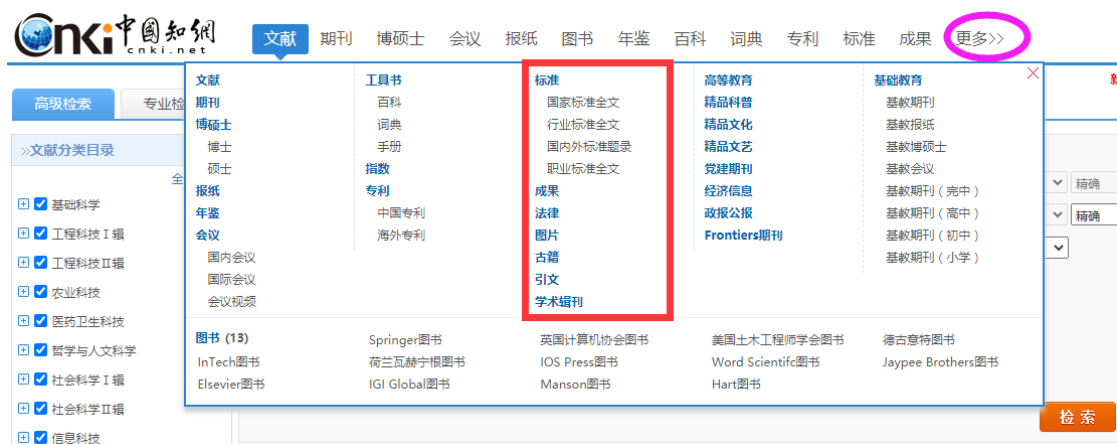 CNKi 中国知网
cnki.net
文献 期刊 博硕士 会议 报纸 图书 年鉴 百科 词典 专利 标准 成果 更多>>
高级检索
专业检
»文献分类目录
全
基础科学
工程科技Ⅰ辑
工程科技Ⅱ辑
农业科技
医药卫生科技
哲学与人文科学
社会科学Ⅰ辑
社会科学Ⅱ辑
信息科技
文献
期刊
博硕士
博士
硕士
报纸
年鉴
会议
国内会议
国际会议
会议视频
工具书
百科
词典
手册
指数
专利
中国专利
海外专利
标准
国家标准全文
行业标准全文
国内外标准题录
职业标准全文
成果
法律
图片
古籍
引文
学术辑刊
高等教育
精品科普
精品文化
精品文艺
党建期刊
经济信息
政报公报
Frontiers期刊
基础教育
基教期刊
基教报纸
基教博硕士
基教会议
基教期刊（完中）
基教期刊（高中）
基教期刊（初中）
基教期刊（小学）
图书 (13) Springer图书 英国计算机协会图书 美国土木工程师学会图书 德古意特图书
InTech图书 荷兰瓦赫宁根图书 IOS Press图书 Word Scientifc图书 Jaypee Brothers图书
Elsevier图书 IGI Global图书 Manson图书 Hart图书
精确
精确
检 索